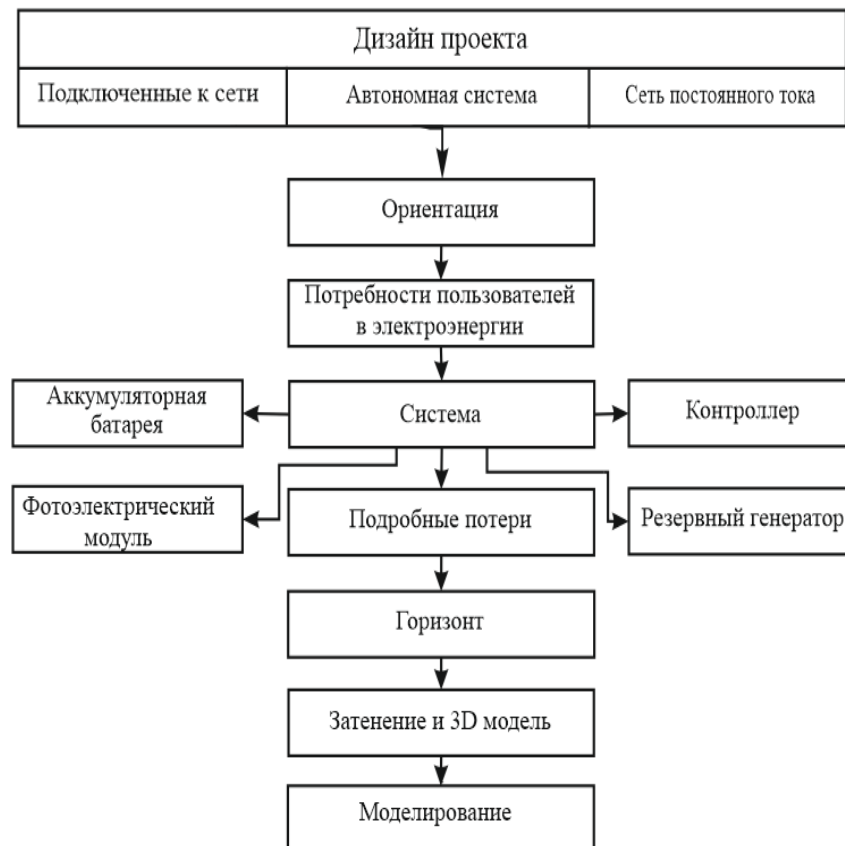 Дизайн проекта
Подключенные к сети
Автономная система
Сеть постоянного тока
Ориентация
Потребности пользователей
в электроэнергии
Аккумуляторная
батарея
Система
Контроллер
Фотоэлектрический
модуль
Подробные потери
Резервный генератор
Горизонт
Затенение и 3D модель
Моделирование